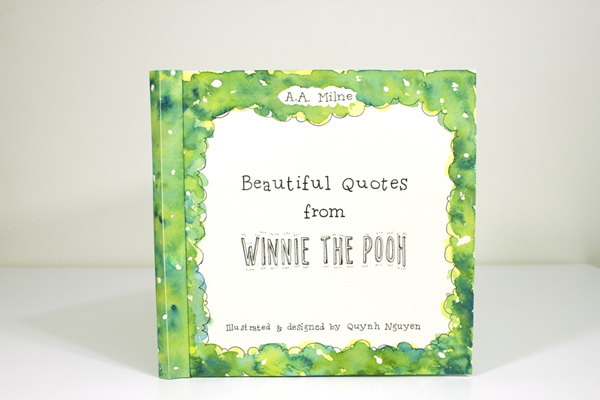 A.A. Milne
Beautiful Quotes
from
WINNIE THE POOH
Illustrated & designed by Quynh Nguyen